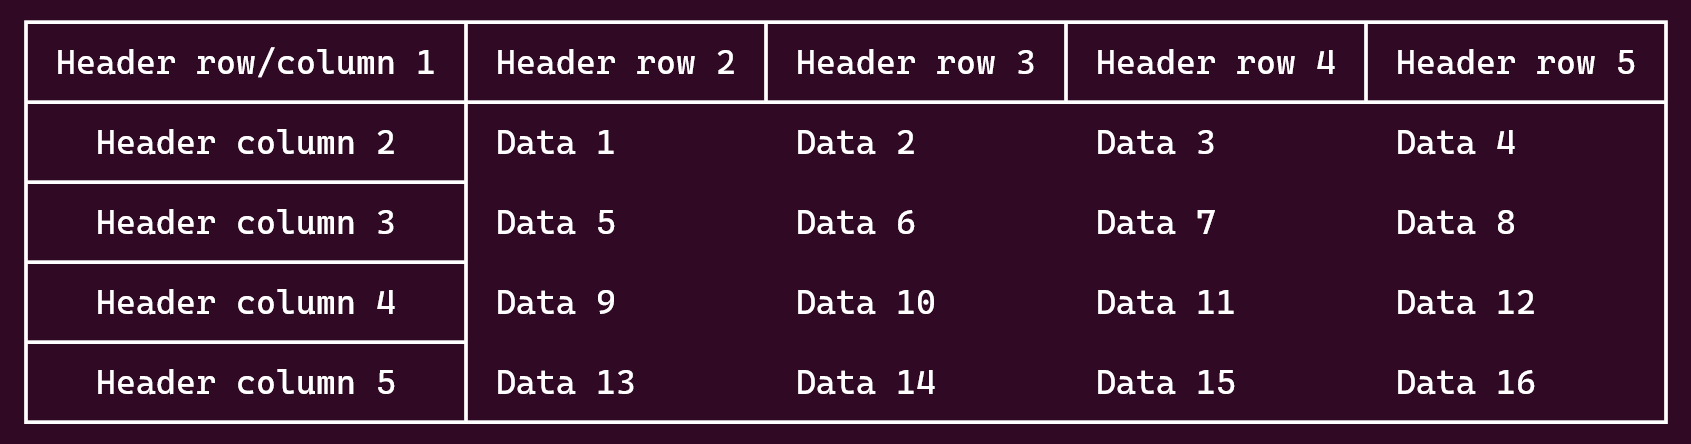 Header row/column 1 Header row 2 Header row 3 Header row 4 Header row 5
Header column 2 Data 1 Data 2 Data 3 Data 4
Header column 3 Data 5 Data 6 Data 7 Data 8
Header column 4 Data 9 Data 10 Data 11 Data 12
Header column 5 Data 13 Data 14 Data 15 Data 16